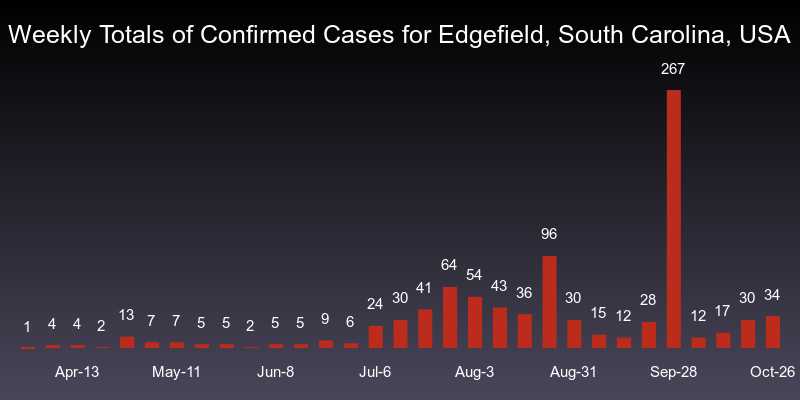 Weekly Totals of Confirmed Cases for Edgefield, South Carolina, USA
1 4 4 2 13 7 7 5 5 2 5 5 9 6 24 30 41 64 54 43 36 96 30 15 12 28 267 12 17 30 34
Apr-13 May-11 Jun-8 Jul-6 Aug-3 Aug-31 Sep-28 Oct-26